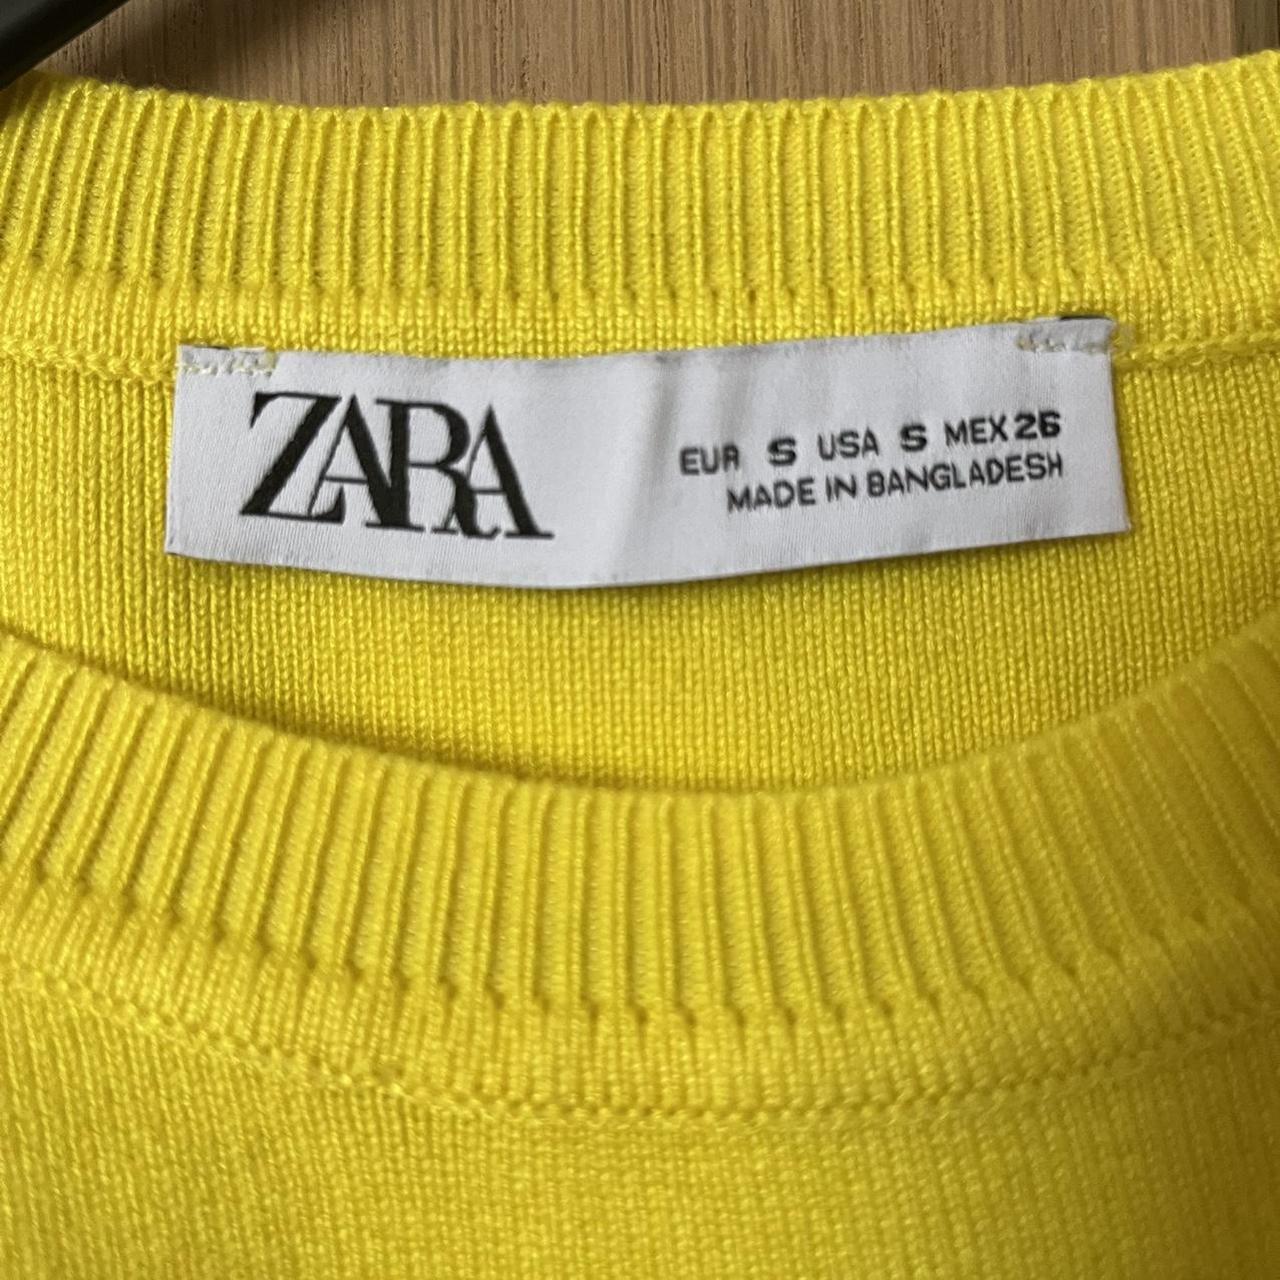 ZARA
EUR S USA S MEX 26
MADE IN BANGLADESH